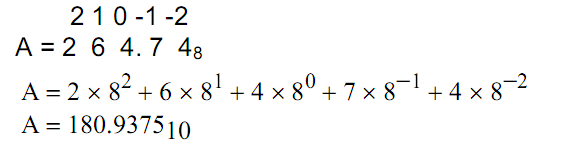 2 1 0 -1 -2
A = 2 6 4. 7 4₈
A = 2 × 8² + 6 × 8¹ + 4 × 8⁰ + 7 × 8⁻¹ + 4 × 8⁻²
A = 180.9375₁₀